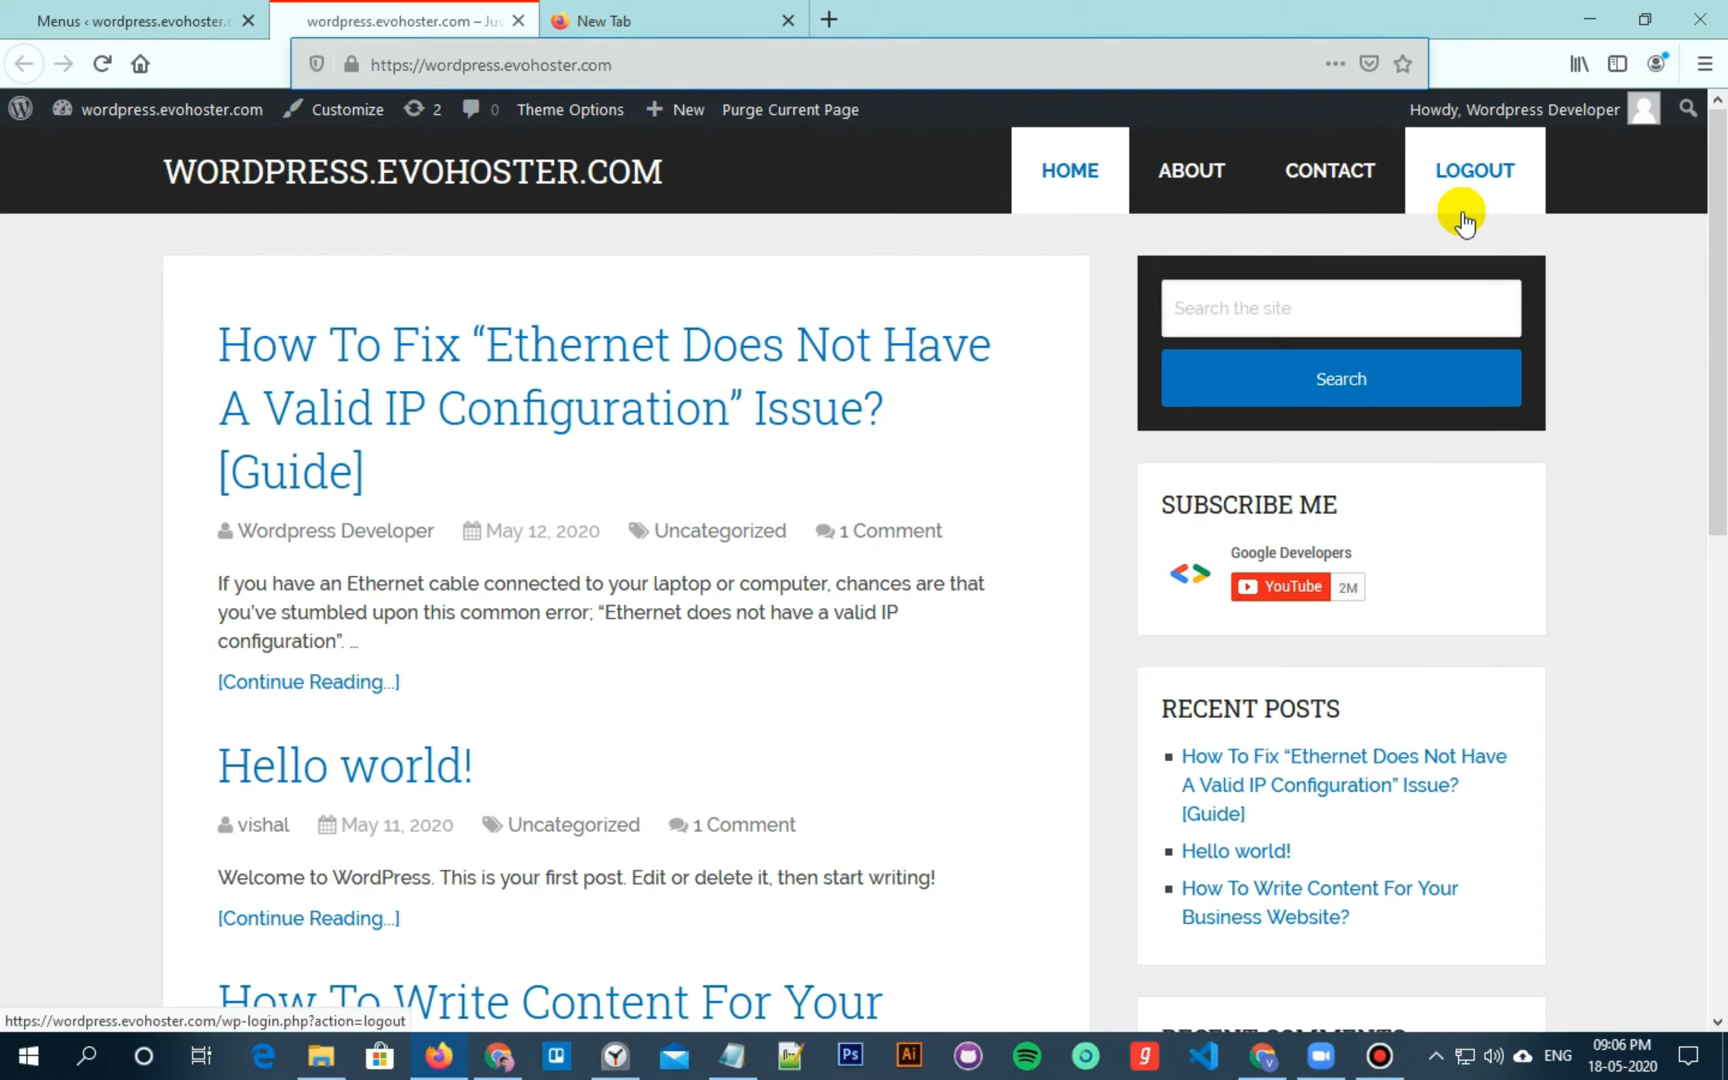 Menus ‹ wordpress.evohoster.c
wordpress.evohoster.com – Jus
New Tab
https://wordpress.evohoster.com
wordpress.evohoster.com
Customize
2
0
Theme Options
New
Purge Current Page
Howdy, Wordpress Developer
WORDPRESS.EVOHOSTER.COM
HOME
ABOUT
CONTACT
LOGOUT
How To Fix “Ethernet Does Not Have
A Valid IP Configuration” Issue?
[Guide]
Wordpress Developer
May 12, 2020
Uncategorized
1 Comment
If you have an Ethernet cable connected to your laptop or computer, chances are that
you’ve stumbled upon this common error; “Ethernet does not have a valid IP
configuration”. …
[Continue Reading...]
Hello world!
vishal
May 11, 2020
Uncategorized
1 Comment
Welcome to WordPress. This is your first post. Edit or delete it, then start writing!
[Continue Reading...]
How To Write Content For Your
Search the site
Search
SUBSCRIBE ME
Google Developers
YouTube
2M
RECENT POSTS
How To Fix “Ethernet Does Not Have
A Valid IP Configuration” Issue?
[Guide]
Hello world!
How To Write Content For Your
Business Website?
RECENT COMMENTS
https://wordpress.evohoster.com/wp-login.php?action=logout
Ps
Ai
g
V
ENG
09:06 PM
18-05-2020